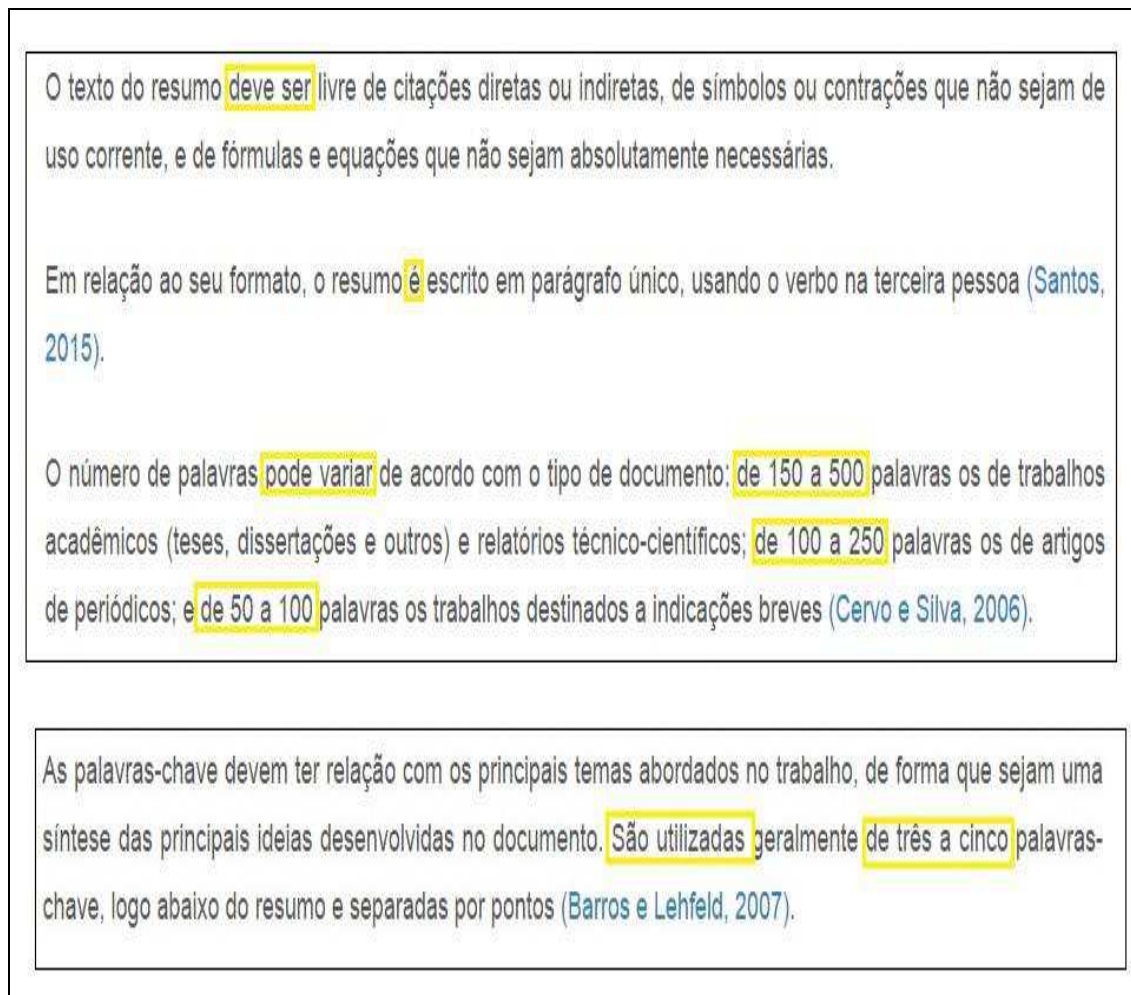 O texto do resumo deve ser livre de citações diretas ou indiretas, de símbolos ou contrações que não sejam de
uso corrente, e de fórmulas e equações que não sejam absolutamente necessárias.
Em relação ao seu formato, o resumo é escrito em parágrafo único, usando o verbo na terceira pessoa (Santos,
2015).
O número de palavras pode variar de acordo com o tipo de documento: de 150 a 500 palavras os de trabalhos
acadêmicos (teses, dissertações e outros) e relatórios técnico-científicos; de 100 a 250 palavras os de artigos
de periódicos; e de 50 a 100 palavras os trabalhos destinados a indicações breves (Cervo e Silva, 2006).
As palavras-chave devem ter relação com os principais temas abordados no trabalho, de forma que sejam uma
síntese das principais ideias desenvolvidas no documento. São utilizadas geralmente de três a cinco palavras-
chave, logo abaixo do resumo e separadas por pontos (Barros e Lehfeld, 2007).